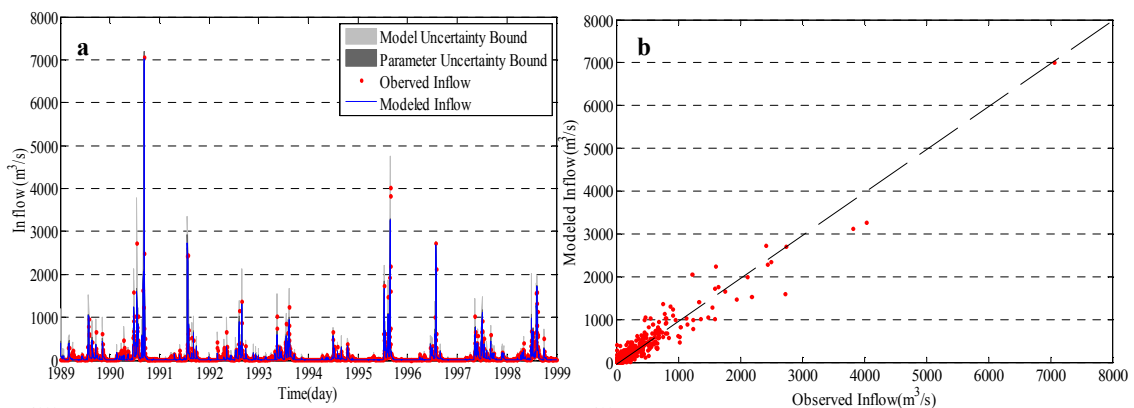 a
Model Uncertainty Bound
Parameter Uncertainty Bound
Oberved Inflow
Modeled Inflow
8000
7000
6000
5000
4000
3000
2000
1000
0
Inflow(m³/s)
1989 1990 1991 1992 1993 1994 1995 1996 1997 1998 1999
Time(day)
b
8000
7000
6000
5000
4000
3000
2000
1000
0
Modeled Inflow(m³/s)
0 1000 2000 3000 4000 5000 6000 7000 8000
Observed Inflow(m³/s)